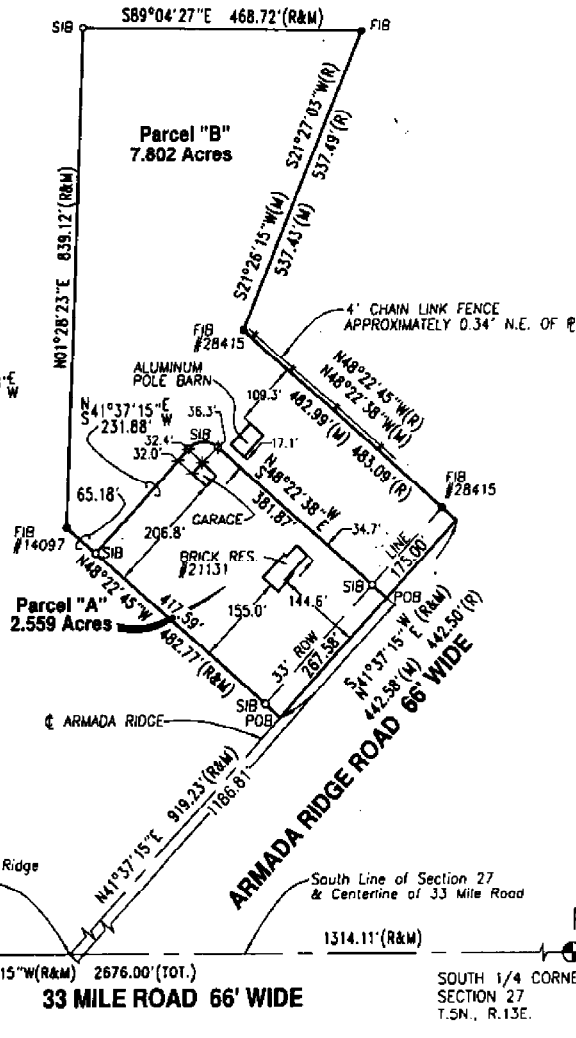 S89°04'27"E 468.72'(R&M)
SIB
FIB
Parcel "B"
7.802 Acres
S21°27'03"W(R)
537.49'(R)
S21°26'15"W(M)
537.43'(M)
N01°28'23"E 839.12'(R&M)
FIB
#28415
4' CHAIN LINK FENCE
APPROXIMATELY 0.34' N.E. OF ⅊
N48°22'45"W(R)
N48°22'38"W(M)
482.99'(M) 483.09'(R)
ALUMINUM
POLE BARN
109.3'
E
W
N E
S41°37'15" W
231.88'
36.3'
SIB
32.4'
32.0'
17.1'
N W
S48°22'38" E
381.87'
FIB
#28415
65.18'
206.8'
GARAGE
34.7'
LINE
175.00'
FIB
#14097
SIB
BRICK RES.
#21131
SIB
POB
N48°22'45"W
417.59'
482.77'(R&M)
Parcel "A"
2.559 Acres
155.0'
144.6'
33' ROW
267.58'
S W
N41°37'15" E (R&M)
442.58'(M) 442.50'(R)
SIB
POB
℄ ARMADA RIDGE
ARMADA RIDGE ROAD 66' WIDE
N41°37'15"E 919.23'(R&M)
1186.81'
Ridge
South Line of Section 27
& Centerline of 33 Mile Road
1314.11'(R&M)
15"W(R&M) 2676.00'(TOT.)
33 MILE ROAD 66' WIDE
SOUTH 1/4 CORNE
SECTION 27
T.5N., R.13E.